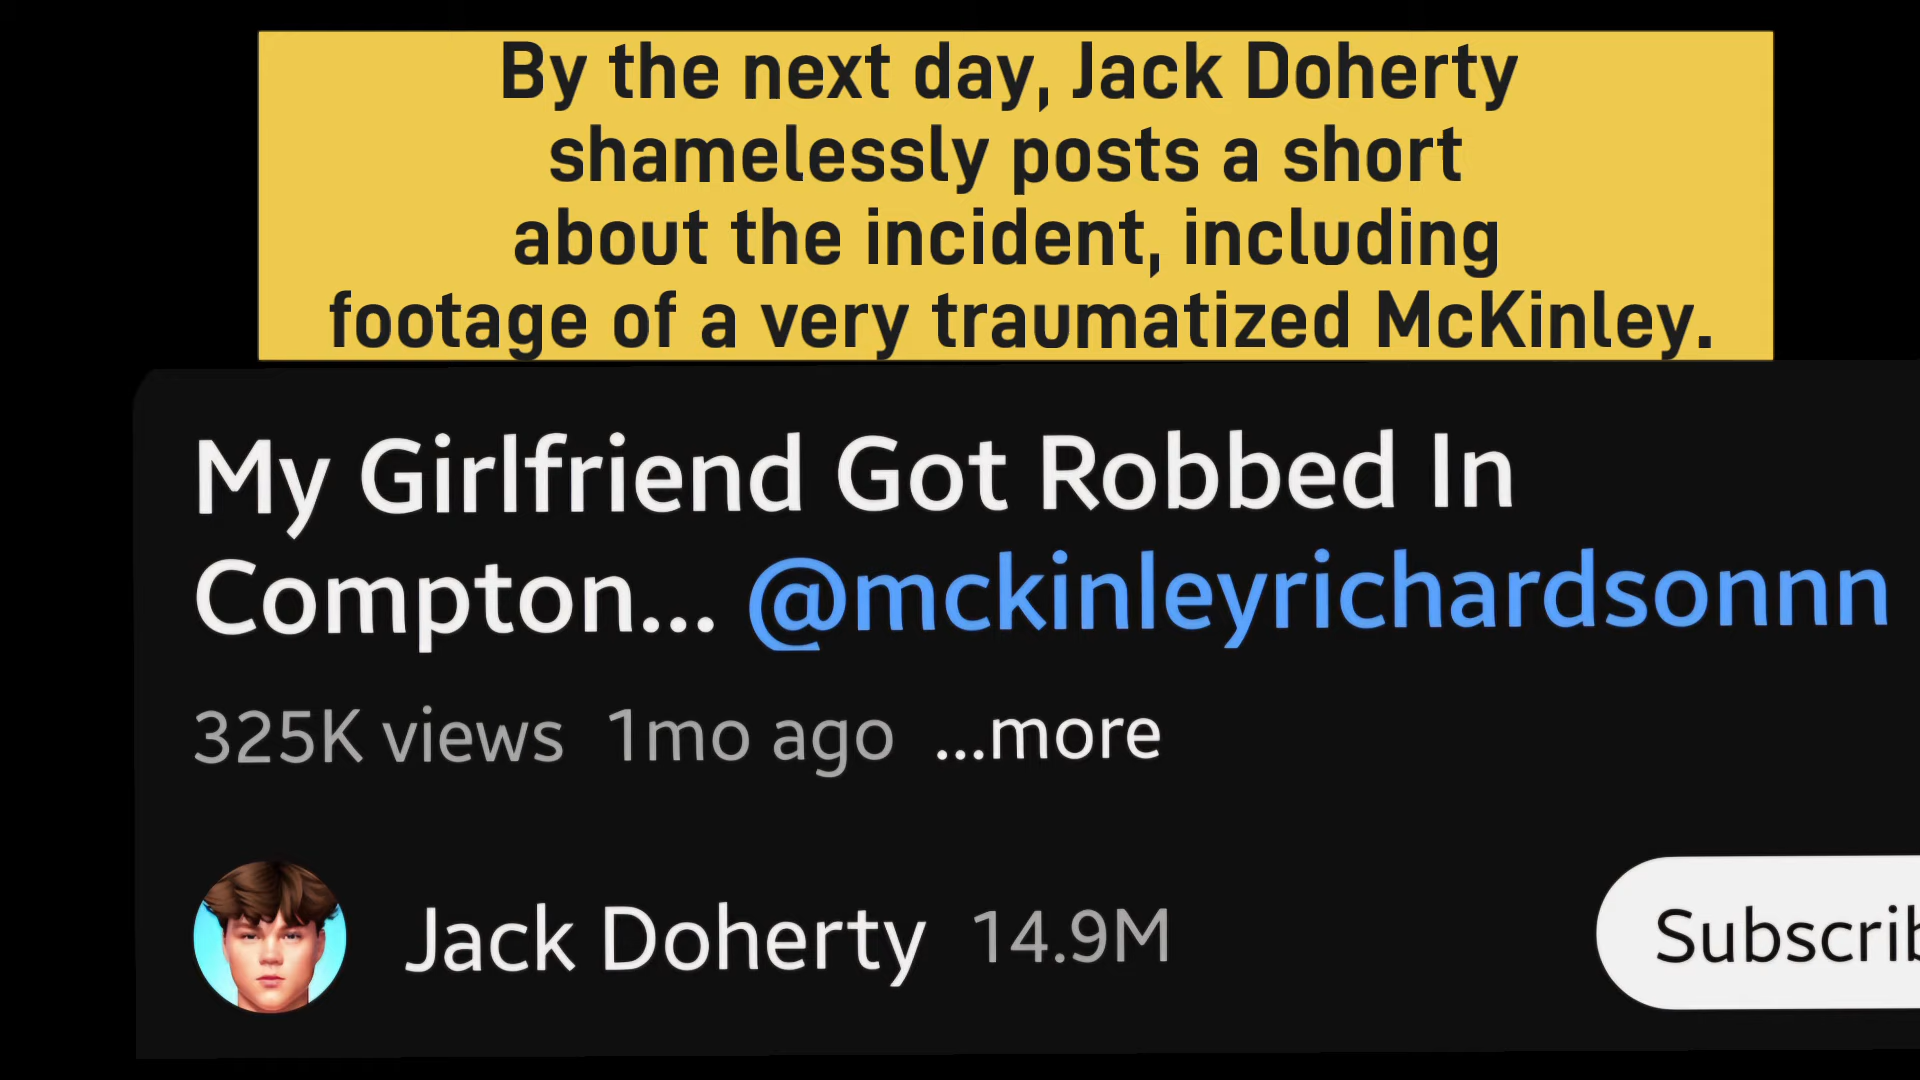 By the next day, Jack Doherty
shamelessly posts a short
about the incident, including
footage of a very traumatized McKinley.
My Girlfriend Got Robbed In
Compton... @mckinleyrichardsonnn
325K views 1mo ago ...more
Jack Doherty 14.9M
Subscrib